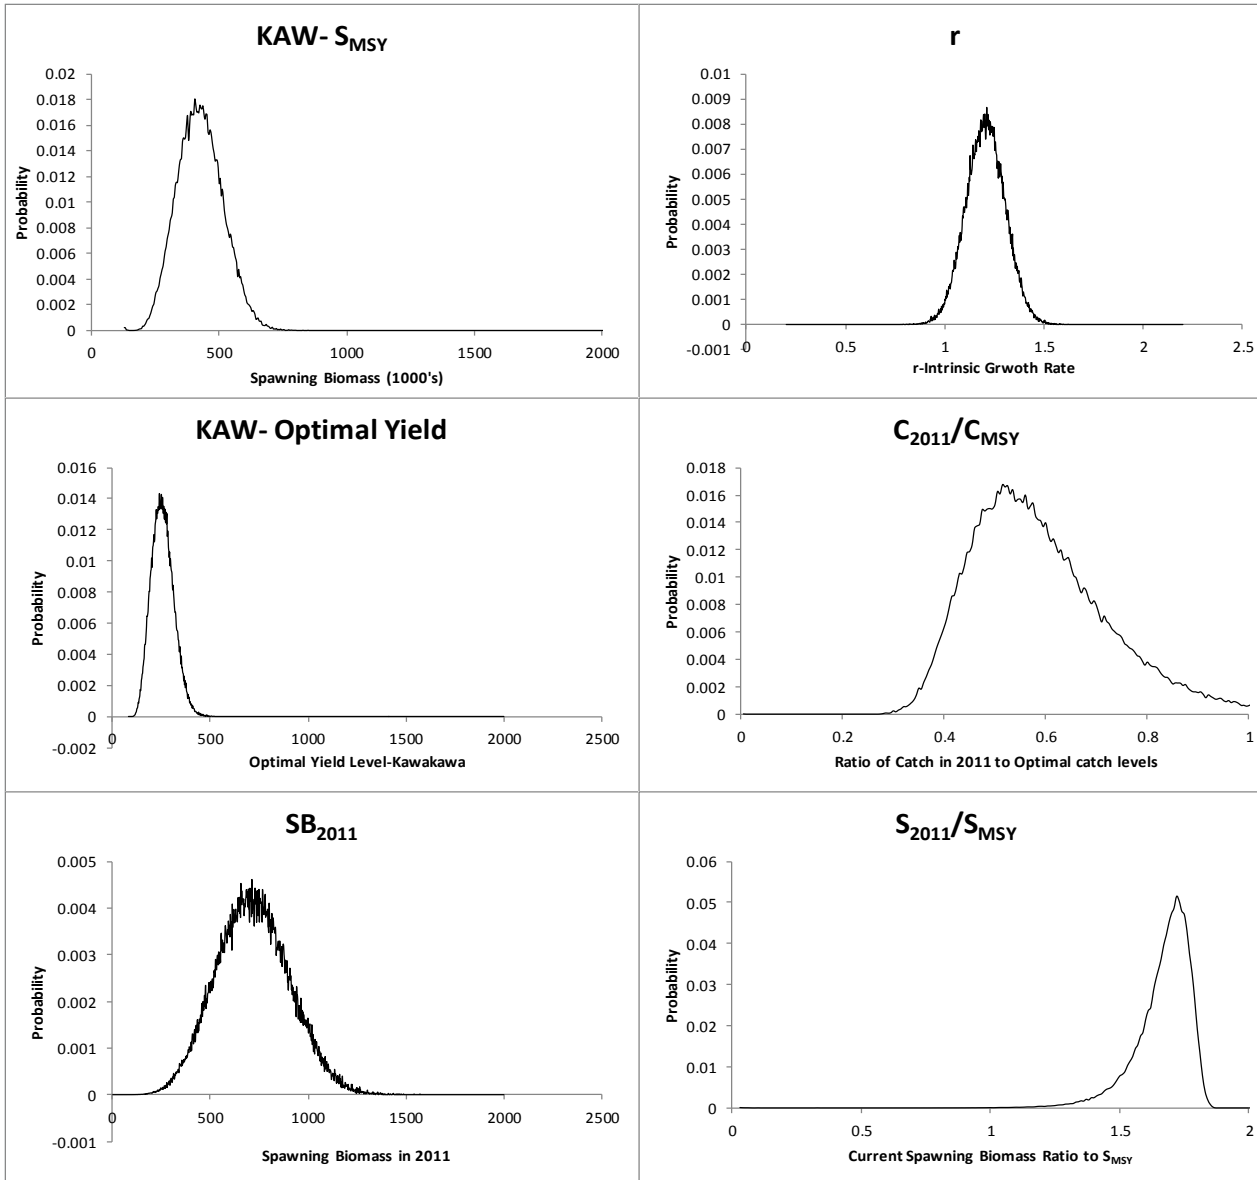 KAW- SMSY
0.02
0.018
0.016
0.014
0.012
0.01
0.008
0.006
0.004
0.002
0
Probability
0 500 1000 1500 2000
Spawning Biomass (1000's)
r
0.01
0.009
0.008
0.007
0.006
0.005
0.004
0.003
0.002
0.001
0
-0.001
Probability
0 0.5 1 1.5 2 2.5
r-Intrinsic Grwoth Rate
KAW- Optimal Yield
0.016
0.014
0.012
0.01
0.008
0.006
0.004
0.002
0
-0.002
Probability
0 500 1000 1500 2000 2500
Optimal Yield Level-Kawakawa
C2011/CMSY
0.018
0.016
0.014
0.012
0.01
0.008
0.006
0.004
0.002
0
Probability
0 0.2 0.4 0.6 0.8 1
Ratio of Catch in 2011 to Optimal catch levels
SB2011
0.005
0.004
0.003
0.002
0.001
0
-0.001
Probability
0 500 1000 1500 2000 2500
Spawning Biomass in 2011
S2011/SMSY
0.06
0.05
0.04
0.03
0.02
0.01
0
Probability
0 0.5 1 1.5 2
Current Spawning Biomass Ratio to SMSY